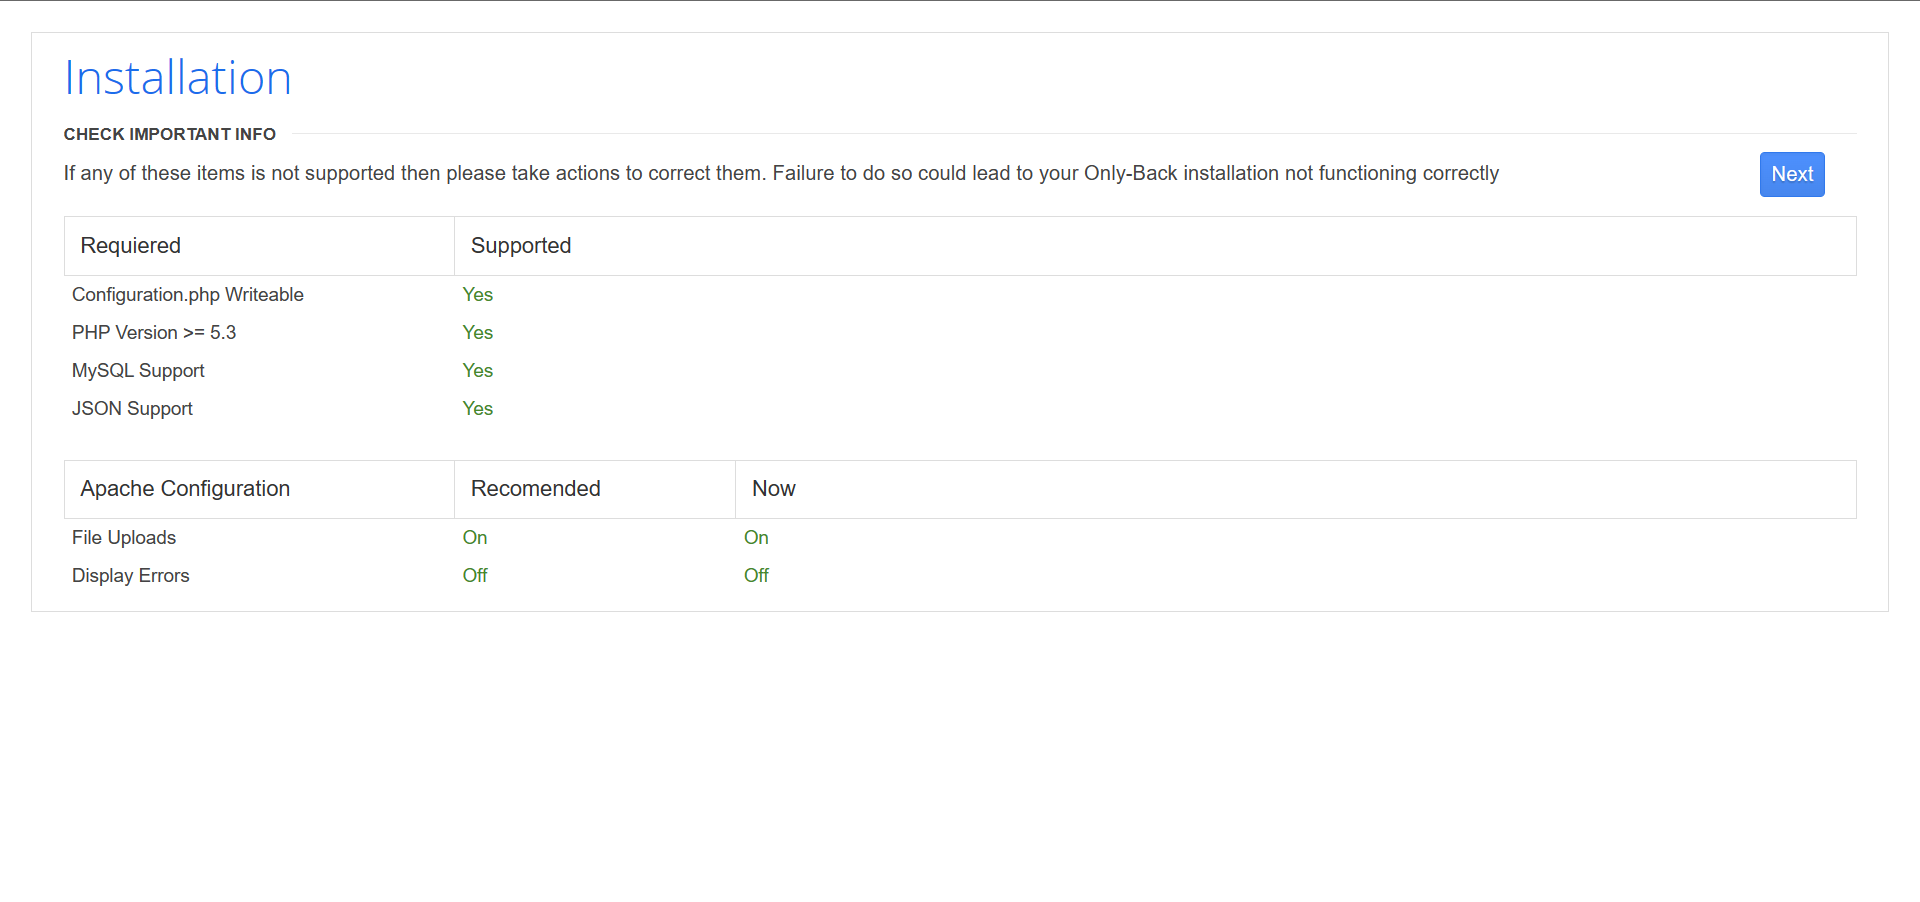 Installation
CHECK IMPORTANT INFO
If any of these items is not supported then please take actions to correct them. Failure to do so could lead to your Only-Back installation not functioning correctly
Next
Requiered Supported
Configuration.php Writeable Yes
PHP Version >= 5.3 Yes
MySQL Support Yes
JSON Support Yes
Apache Configuration Recomended Now
File Uploads On On
Display Errors Off Off